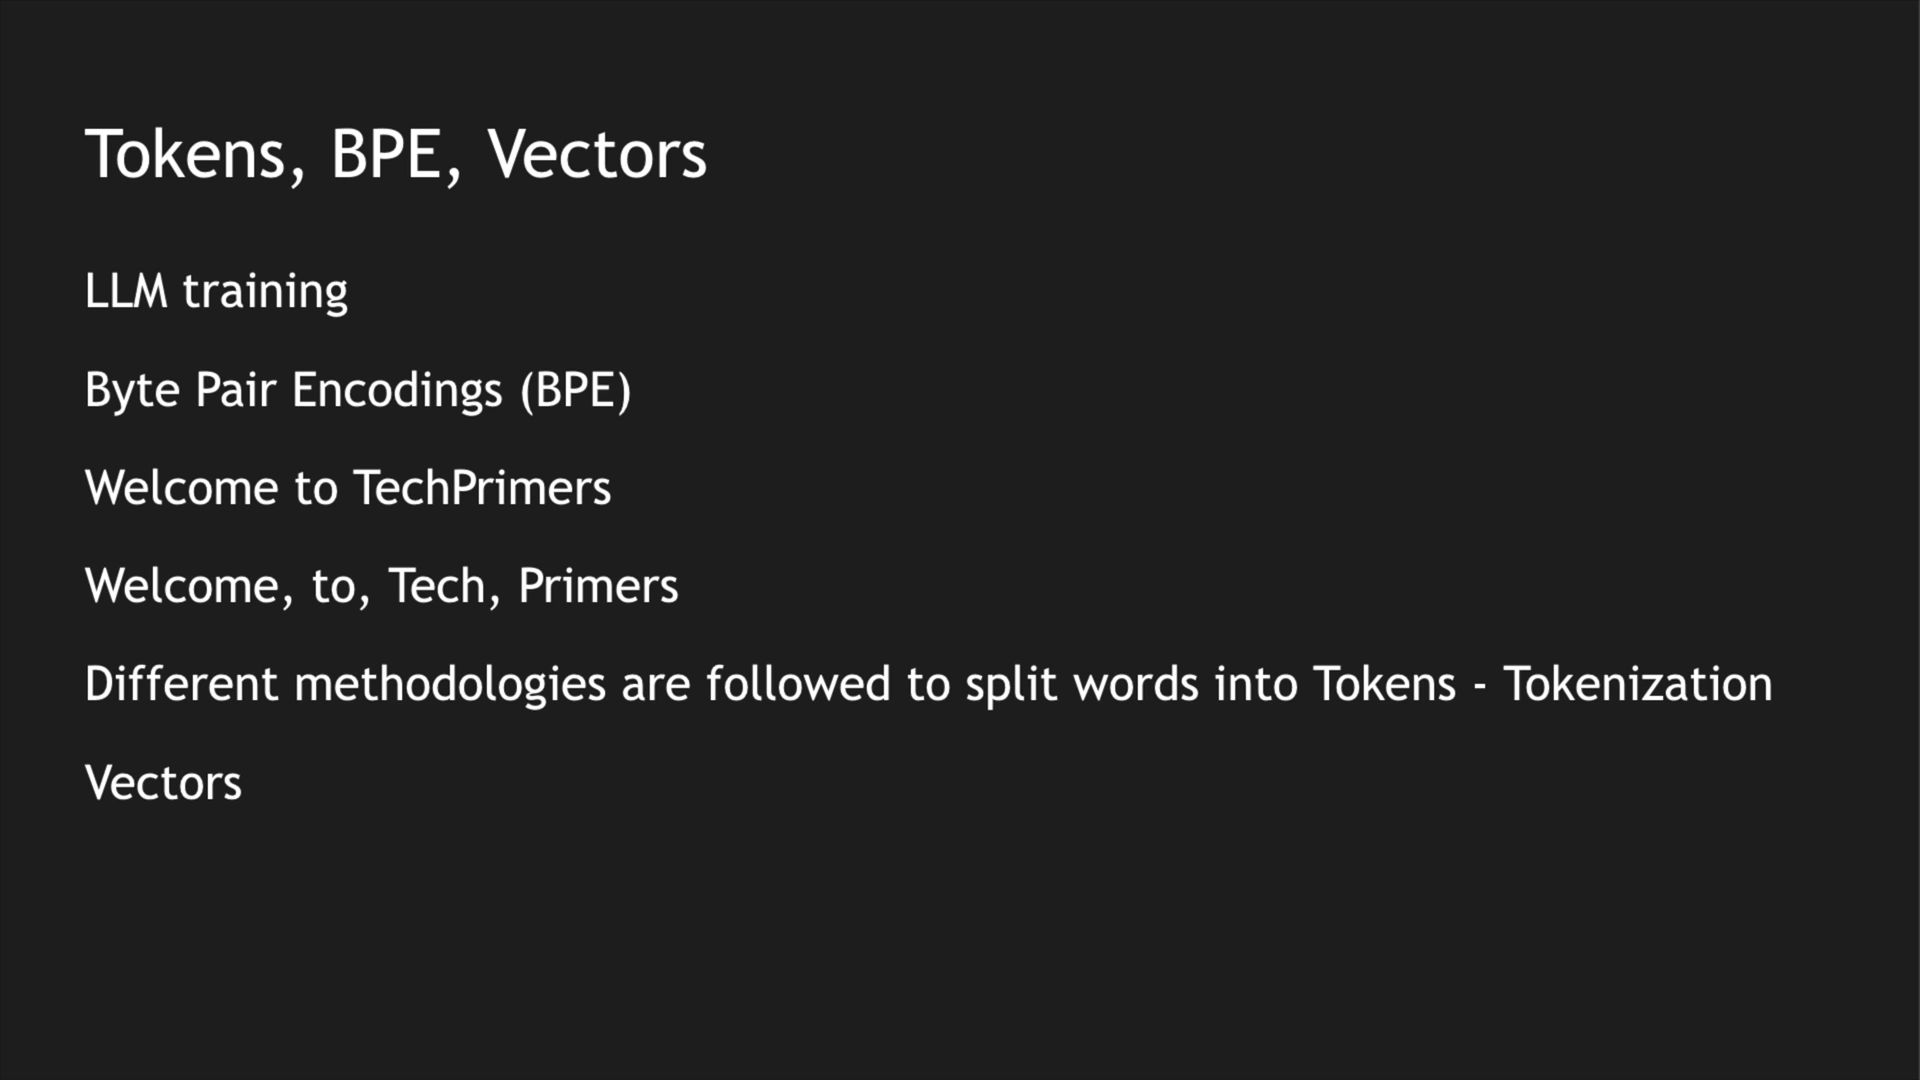 Tokens, BPE, Vectors
LLM training
Byte Pair Encodings (BPE)
Welcome to TechPrimers
Welcome, to, Tech, Primers
Different methodologies are followed to split words into Tokens - Tokenization
Vectors